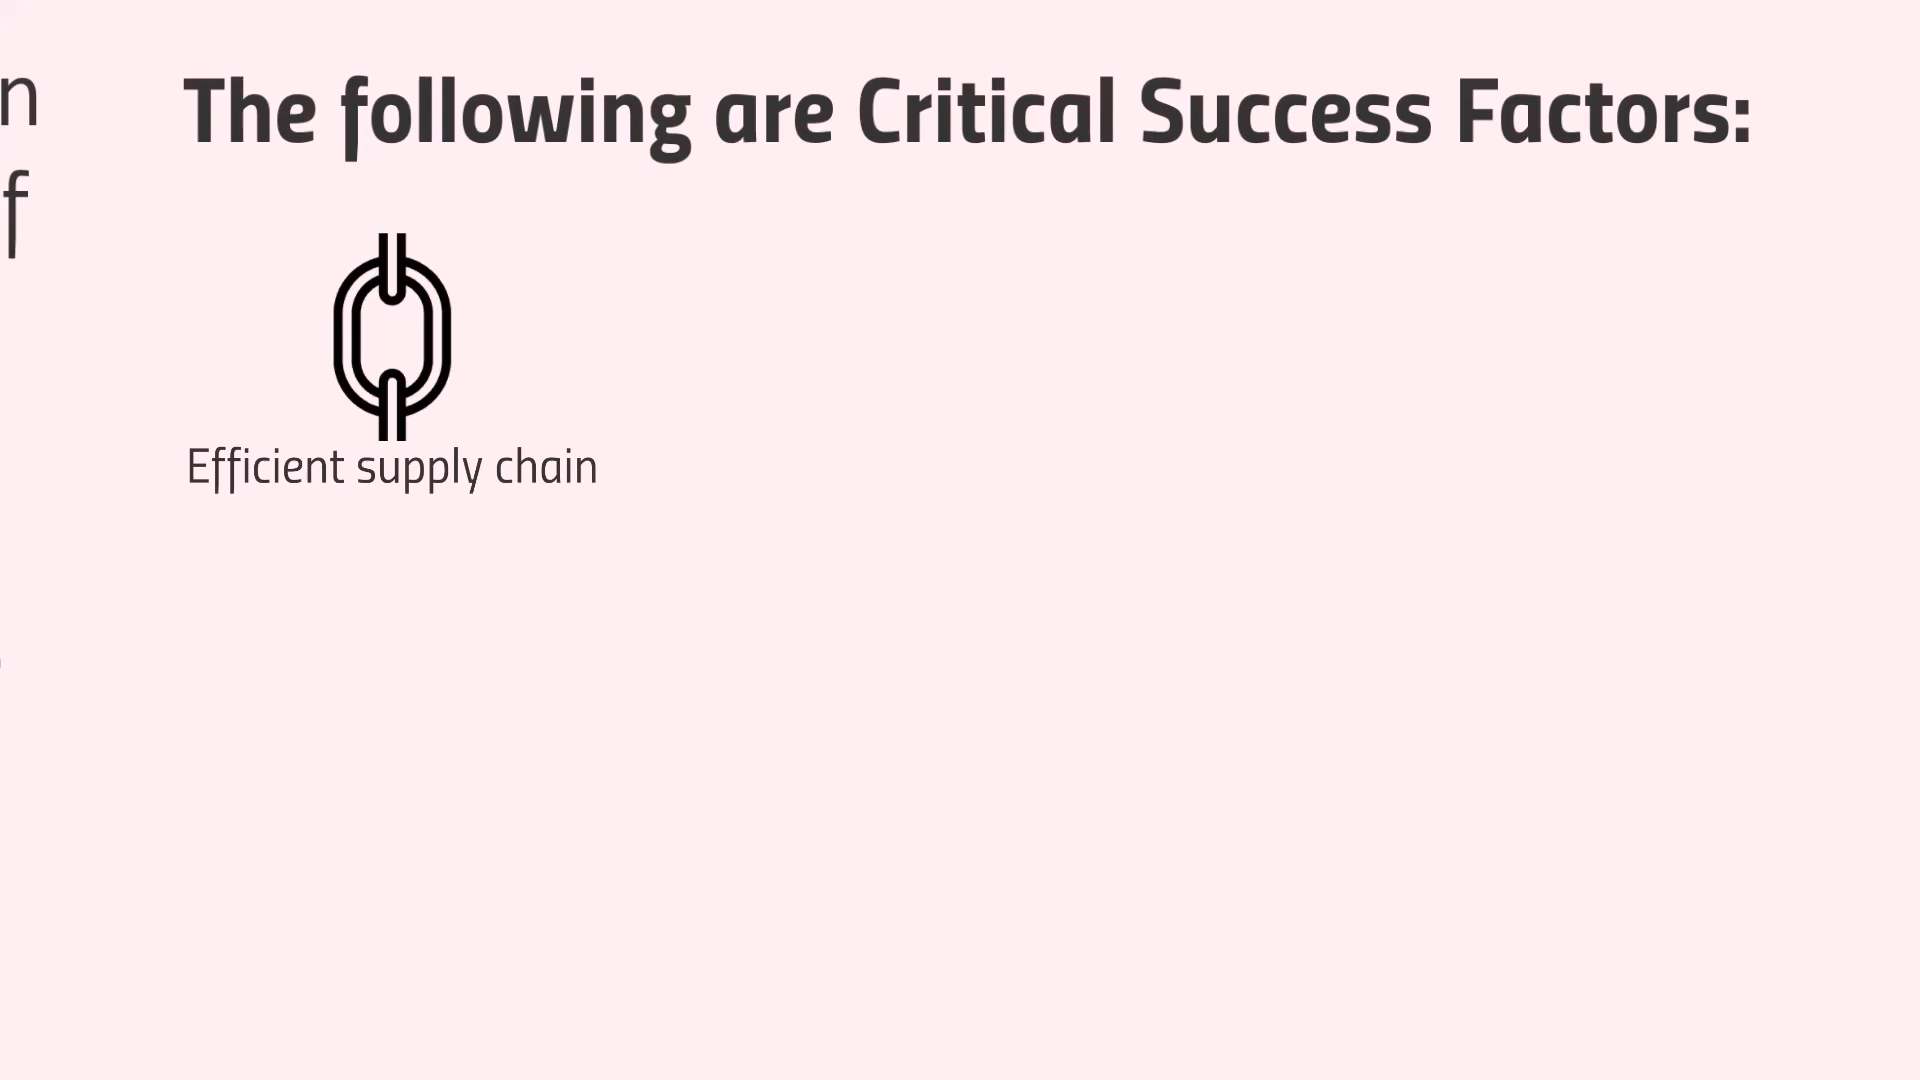 n
f
The following are Critical Success Factors:
Efficient supply chain